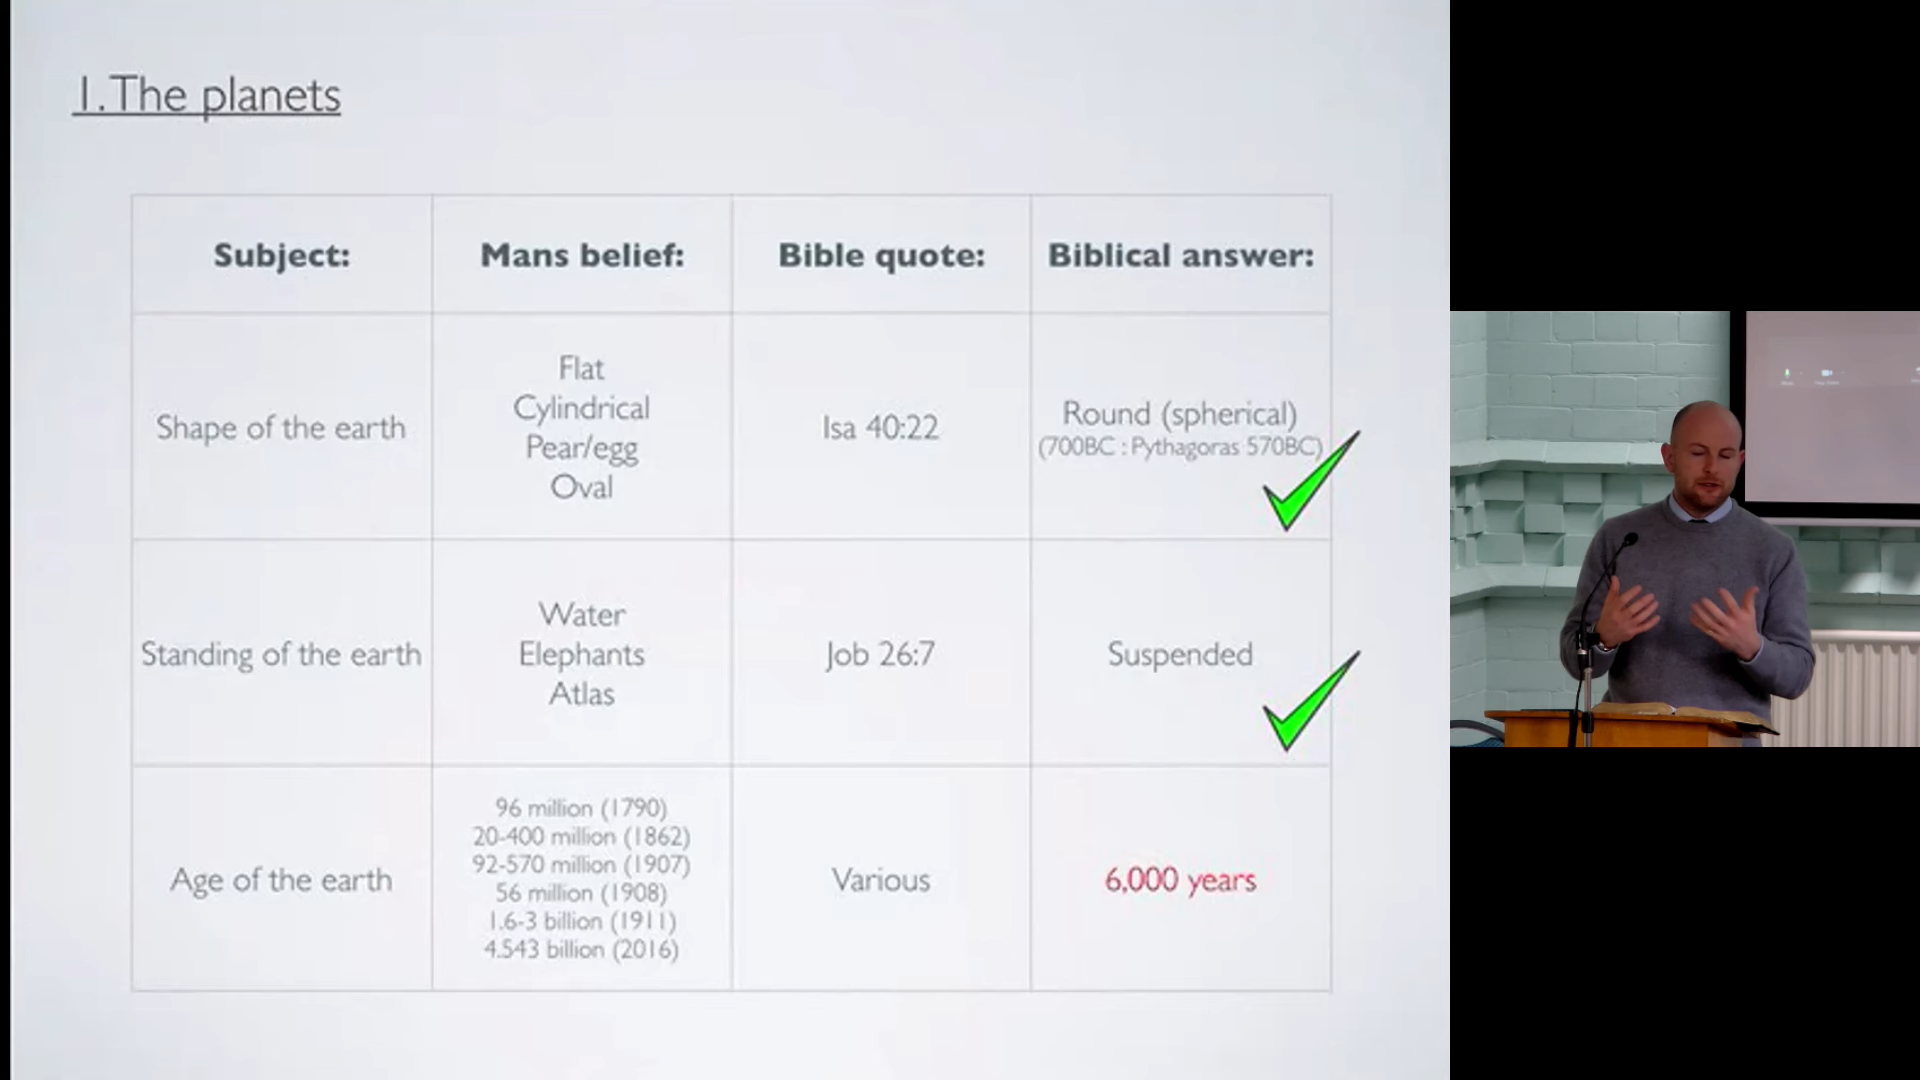 1. The planets
Subject:
Mans belief:
Bible quote:
Biblical answer:
Shape of the earth
Flat
Cylindrical
Pear/egg
Oval
Isa 40:22
Round (spherical)
(700BC : Pythagoras 570BC)
Standing of the earth
Water
Elephants
Atlas
Job 26:7
Suspended
Age of the earth
96 million (1790)
20-400 million (1862)
92-570 million (1907)
56 million (1908)
1.6-3 billion (1911)
4.543 billion (2016)
Various
6,000 years